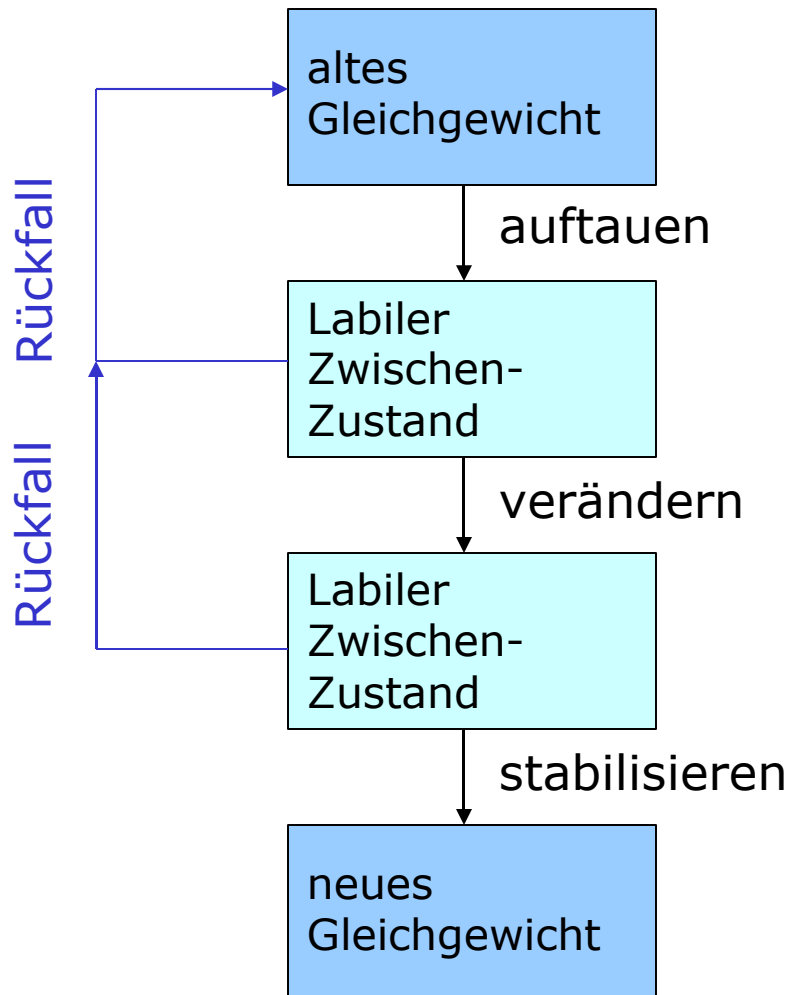 altes
Gleichgewicht
auftauen
Rückfall
Labiler
Zwischen-
Zustand
verändern
Rückfall
Labiler
Zwischen-
Zustand
stabilisieren
neues
Gleichgewicht